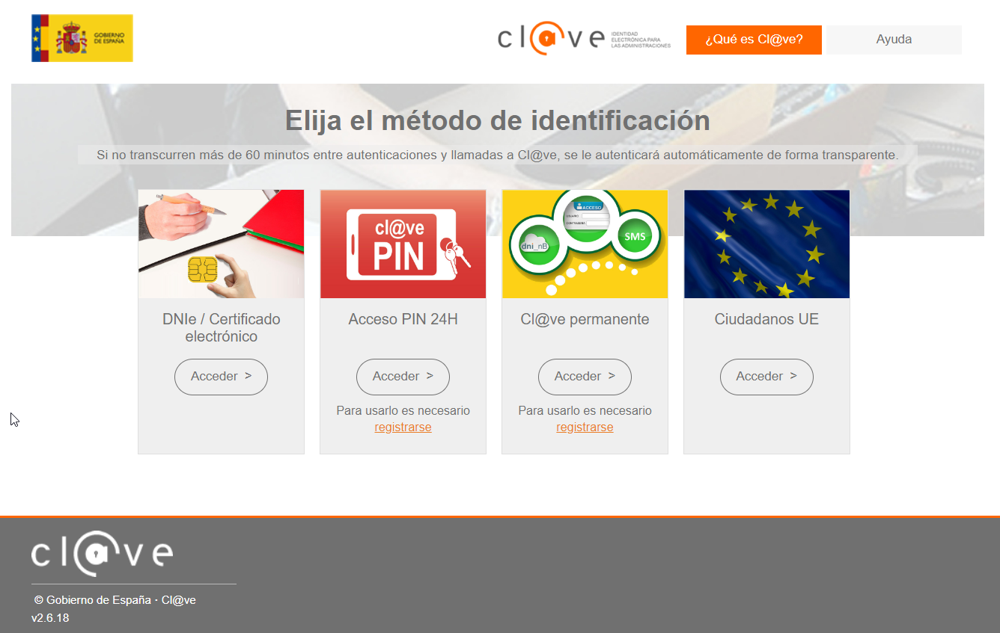 GOBIERNO
DE ESPAÑA
cl@ve
IDENTIDAD
ELECTRÓNICA PARA
LAS ADMINISTRACIONES
¿Qué es Cl@ve?
Ayuda
Elija el método de identificación
Si no transcurren más de 60 minutos entre autenticaciones y llamadas a Cl@ve, se le autenticará automáticamente de forma transparente.
cl@ve
PIN
ACCESO
USUARIO
CONTRASEÑA
dni_nB
SMS
DNIe / Certificado
electrónico
Acceder >
Acceso PIN 24H
Acceder >
Para usarlo es necesario
registrarse
Cl@ve permanente
Acceder >
Para usarlo es necesario
registrarse
Ciudadanos UE
Acceder >
cl@ve
© Gobierno de España · Cl@ve
v2.6.18